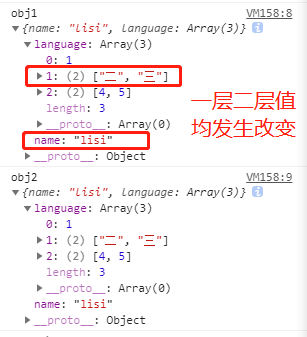 obj1 VM158:8
▼{name: "lisi", language: Array(3)} i
▼language: Array(3)
0: 1
▶1: (2) ["二", "三"]
▶2: (2) [4, 5]
length: 3
▶__proto__: Array(0)
name: "lisi"
▶__proto__: Object
一层二层值
均发生改变
obj2 VM158:9
▼{name: "lisi", language: Array(3)} i
▼language: Array(3)
0: 1
▶1: (2) ["二", "三"]
▶2: (2) [4, 5]
length: 3
▶__proto__: Array(0)
name: "lisi"
▶__proto__: Object